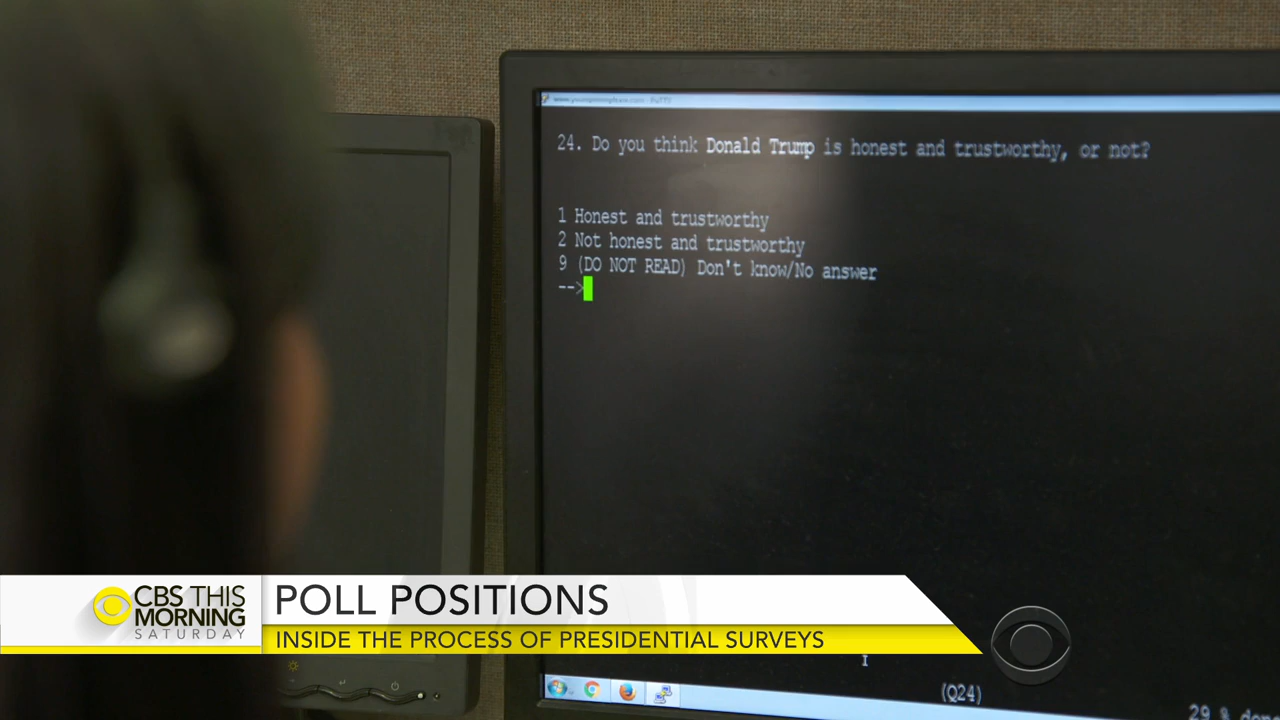 24. Do you think Donald Trump is honest and trustworthy, or not?
1 Honest and trustworthy
2 Not honest and trustworthy
9 (DO NOT READ) Don't know/No answer
-->
CBS THIS
MORNING
SATURDAY
POLL POSITIONS
INSIDE THE PROCESS OF PRESIDENTIAL SURVEYS
(Q24)
29 %